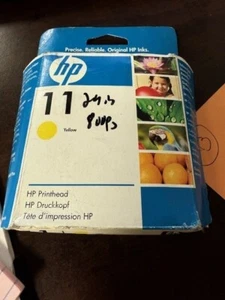 Precise. Reliable. Original HP Inks.
hp
11
Yellow
HP Printhead
HP Druckkopf
Tête d'impression HP